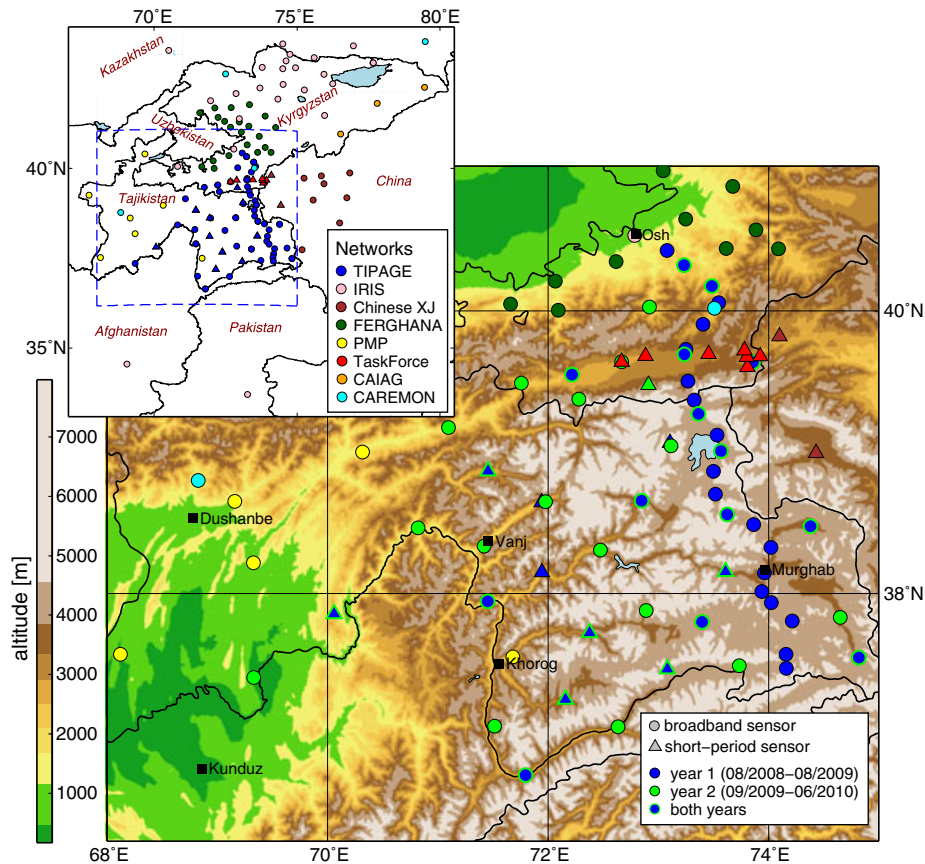 70°E 75°E 80°E
Kazakhstan
Kyrgyzstan
Uzbekistan
40°N
China
Tajikistan
Networks
TIPAGE
IRIS
Chinese XJ
FERGHANA
PMP
TaskForce
CAIAG
CAREMON
Afghanistan
Pakistan
35°N
Osh
40°N
altitude [m]
7000
6000
5000
4000
3000
2000
1000
Dushanbe
Vanj
Murghab
38°N
Khorog
Kunduz
broadband sensor
short-period sensor
year 1 (08/2008-08/2009)
year 2 (09/2009-06/2010)
both years
68°E 70°E 72°E 74°E